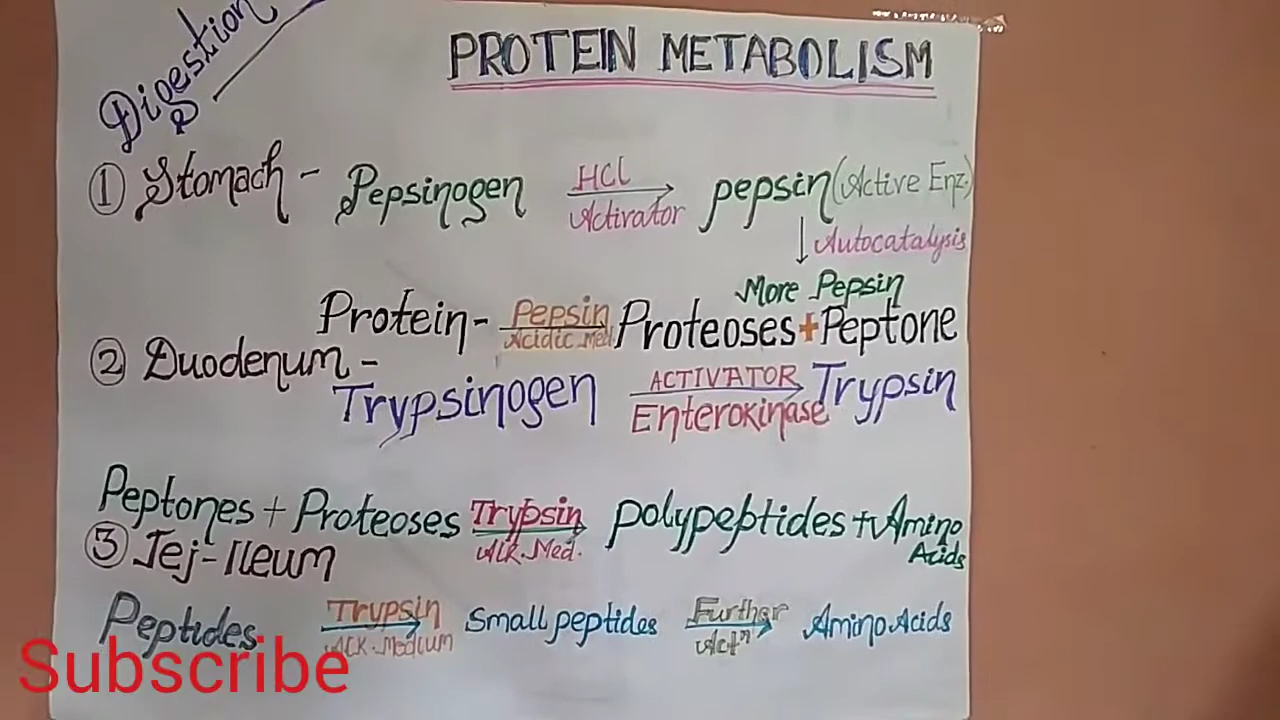 Digestion
PROTEIN METABOLISM
① Stomach - Pepsinogen HCl Activator pepsin (Active Enz.)
↓ Autocatalysis
More Pepsin
Protein - Pepsin Acidic Med. Proteoses + Peptone
② Duodenum -
Trypsinogen ACTIVATOR Enterokinase Trypsin
Peptones + Proteoses Trypsin Alk. Med. polypeptides + Amino Acids
③ Jej - Ileum
Peptides Trypsin Alk. Medium Small peptides Further Actⁿ Amino Acids
Subscribe